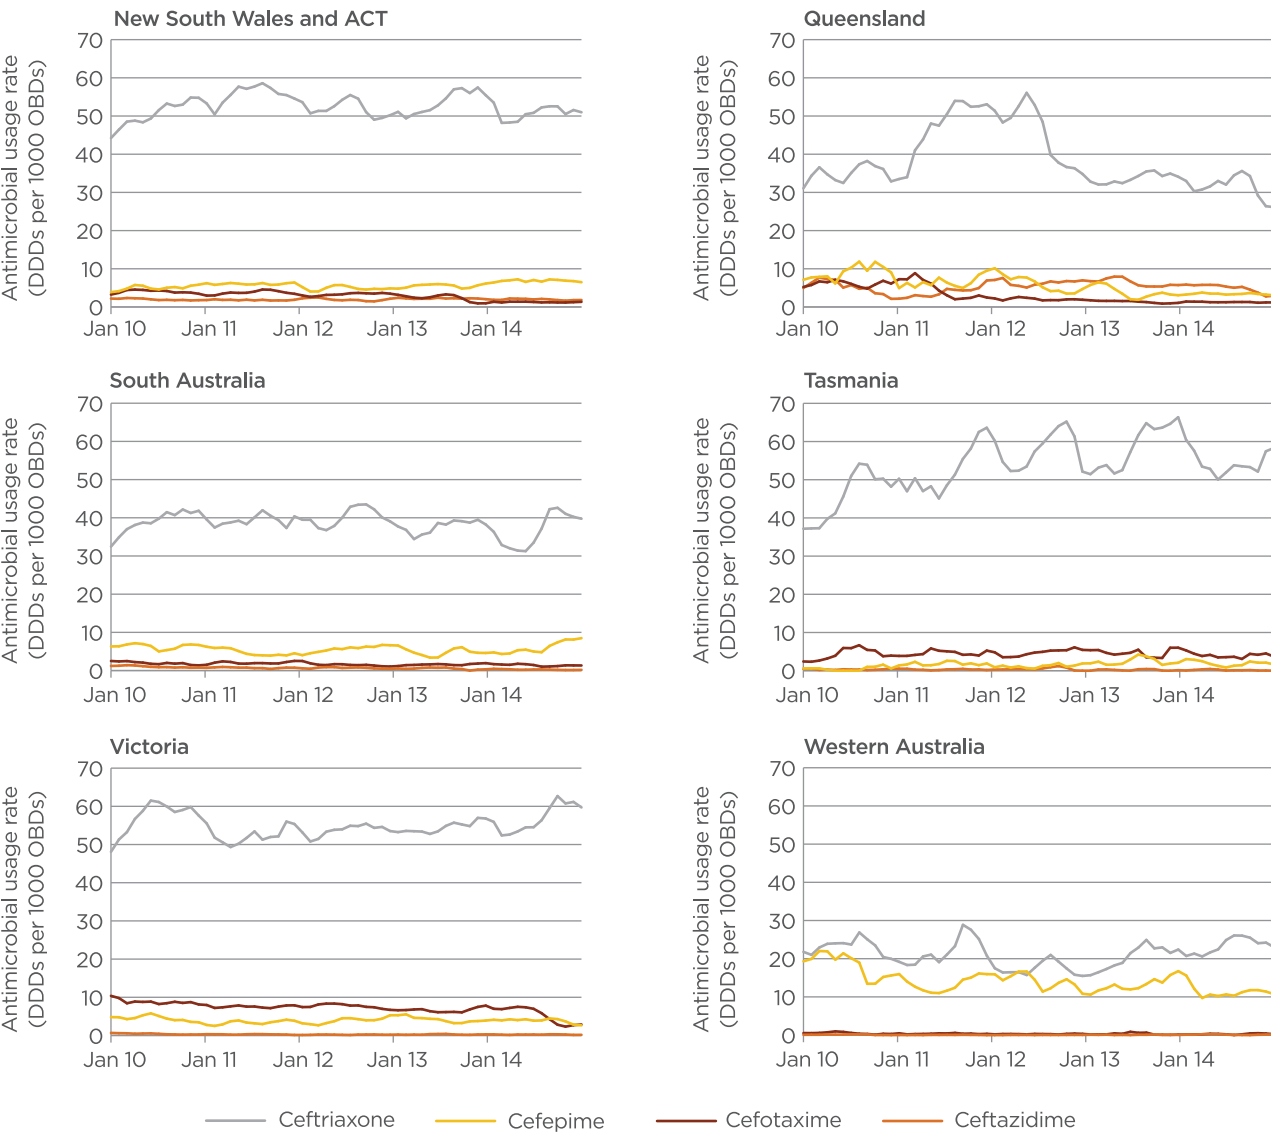 New South Wales and ACT
Antimicrobial usage rate
(DDDs per 1000 OBDs)
70
60
50
40
30
20
10
0
Jan 10 Jan 11 Jan 12 Jan 13 Jan 14
Queensland
Antimicrobial usage rate
(DDDs per 1000 OBDs)
70
60
50
40
30
20
10
0
Jan 10 Jan 11 Jan 12 Jan 13 Jan 14
South Australia
Antimicrobial usage rate
(DDDs per 1000 OBDs)
70
60
50
40
30
20
10
0
Jan 10 Jan 11 Jan 12 Jan 13 Jan 14
Tasmania
Antimicrobial usage rate
(DDDs per 1000 OBDs)
70
60
50
40
30
20
10
0
Jan 10 Jan 11 Jan 12 Jan 13 Jan 14
Victoria
Antimicrobial usage rate
(DDDs per 1000 OBDs)
70
60
50
40
30
20
10
0
Jan 10 Jan 11 Jan 12 Jan 13 Jan 14
Western Australia
Antimicrobial usage rate
(DDDs per 1000 OBDs)
70
60
50
40
30
20
10
0
Jan 10 Jan 11 Jan 12 Jan 13 Jan 14
Ceftriaxone Cefepime Cefotaxime Ceftazidime